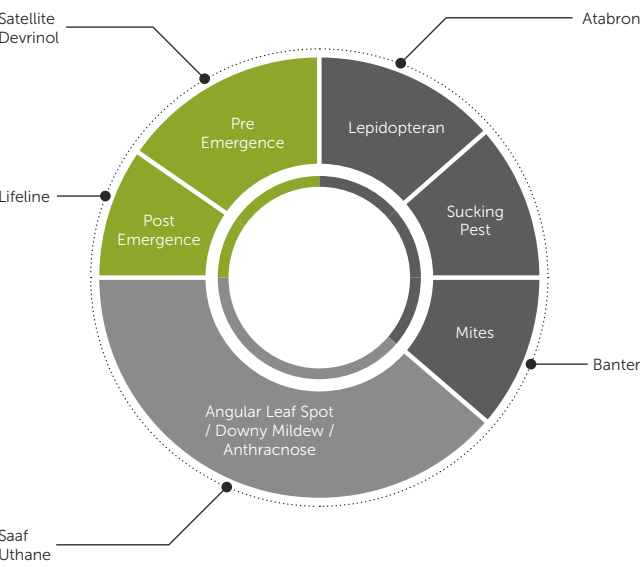 Satellite
Devrinol
Atabron
Pre
Emergence
Lepidopteran
Lifeline
Post
Emergence
Sucking
Pest
Mites
Banter
Angular Leaf Spot
/ Downy Mildew /
Anthracnose
Saaf
Uthane